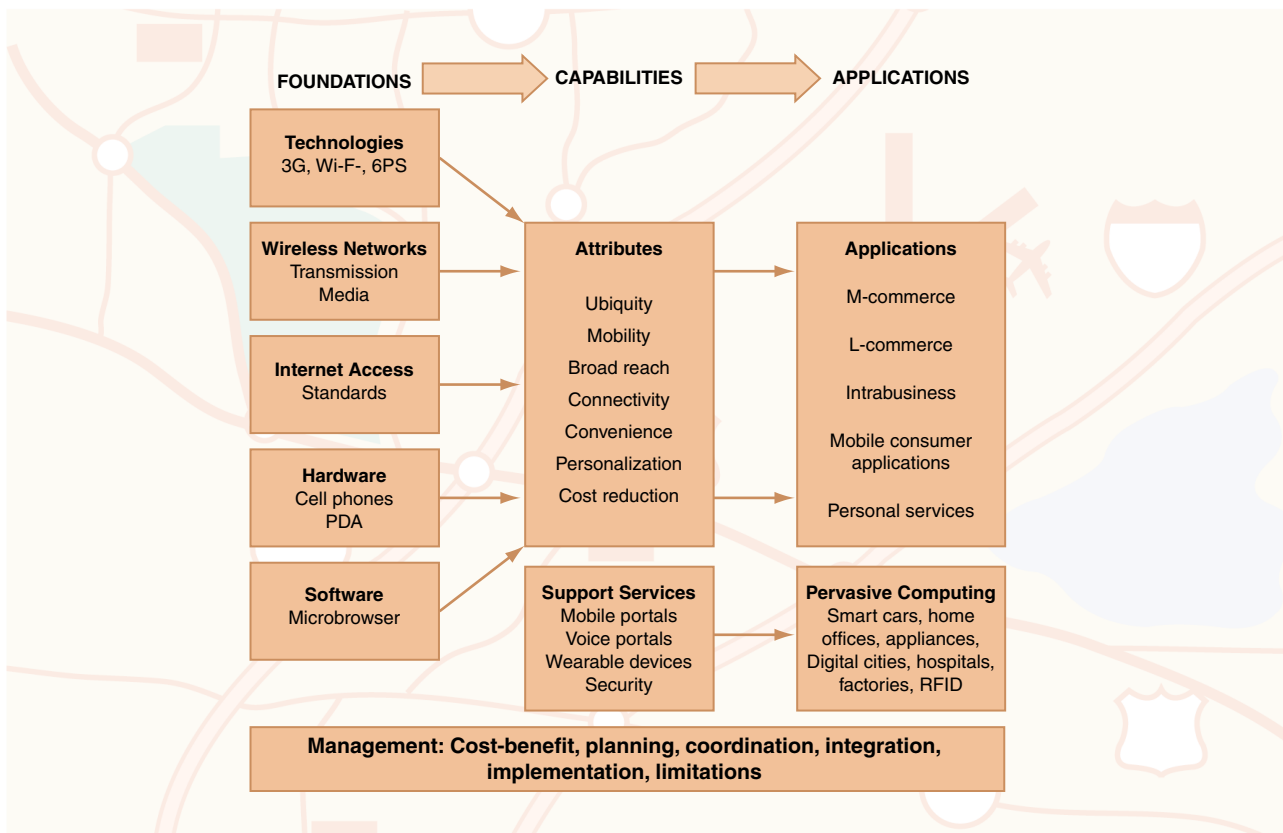 FOUNDATIONS
CAPABILITIES
APPLICATIONS
Technologies
3G, Wi-F-, 6PS
Wireless Networks
Transmission
Media
Internet Access
Standards
Hardware
Cell phones
PDA
Software
Microbrowser
Attributes
Ubiquity
Mobility
Broad reach
Connectivity
Convenience
Personalization
Cost reduction
Support Services
Mobile portals
Voice portals
Wearable devices
Security
Applications
M-commerce
L-commerce
Intrabusiness
Mobile consumer
applications
Personal services
Pervasive Computing
Smart cars, home
offices, appliances,
Digital cities, hospitals,
factories, RFID
Management: Cost-benefit, planning, coordination, integration,
implementation, limitations